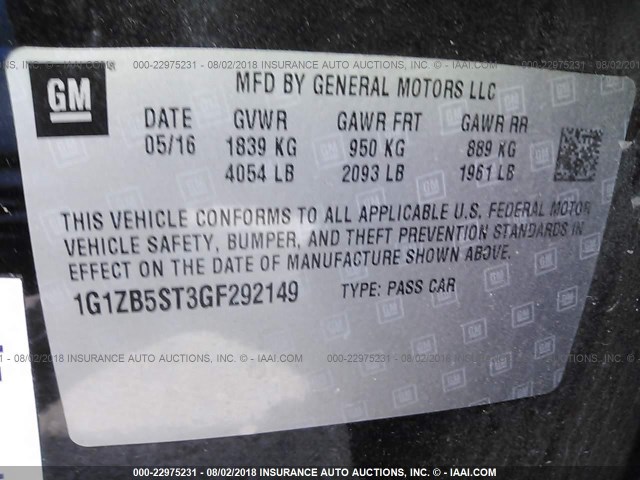 000-22975231 - 08/02/2018 INSURANCE AUTO AUCTIONS, INC. - IAAI.COM
GM
MFD BY GENERAL MOTORS LLC
DATE GVWR GAWR FRT GAWR RR
05/16 1839 KG 950 KG 889 KG
4054 LB 2093 LB 1961 LB
THIS VEHICLE CONFORMS TO ALL APPLICABLE U.S. FEDERAL MOTOR
VEHICLE SAFETY, BUMPER, AND THEFT PREVENTION STANDARDS IN
EFFECT ON THE DATE OF MANUFACTURE SHOWN ABOVE.
1G1ZB5ST3GF292149 TYPE: PASS CAR
000-22975231 - 08/02/2018 INSURANCE AUTO AUCTIONS, INC. - IAAI.COM
000-22975231 - 08/02/2018 INSURANCE AUTO AUCTIONS, INC. - IAAI.COM